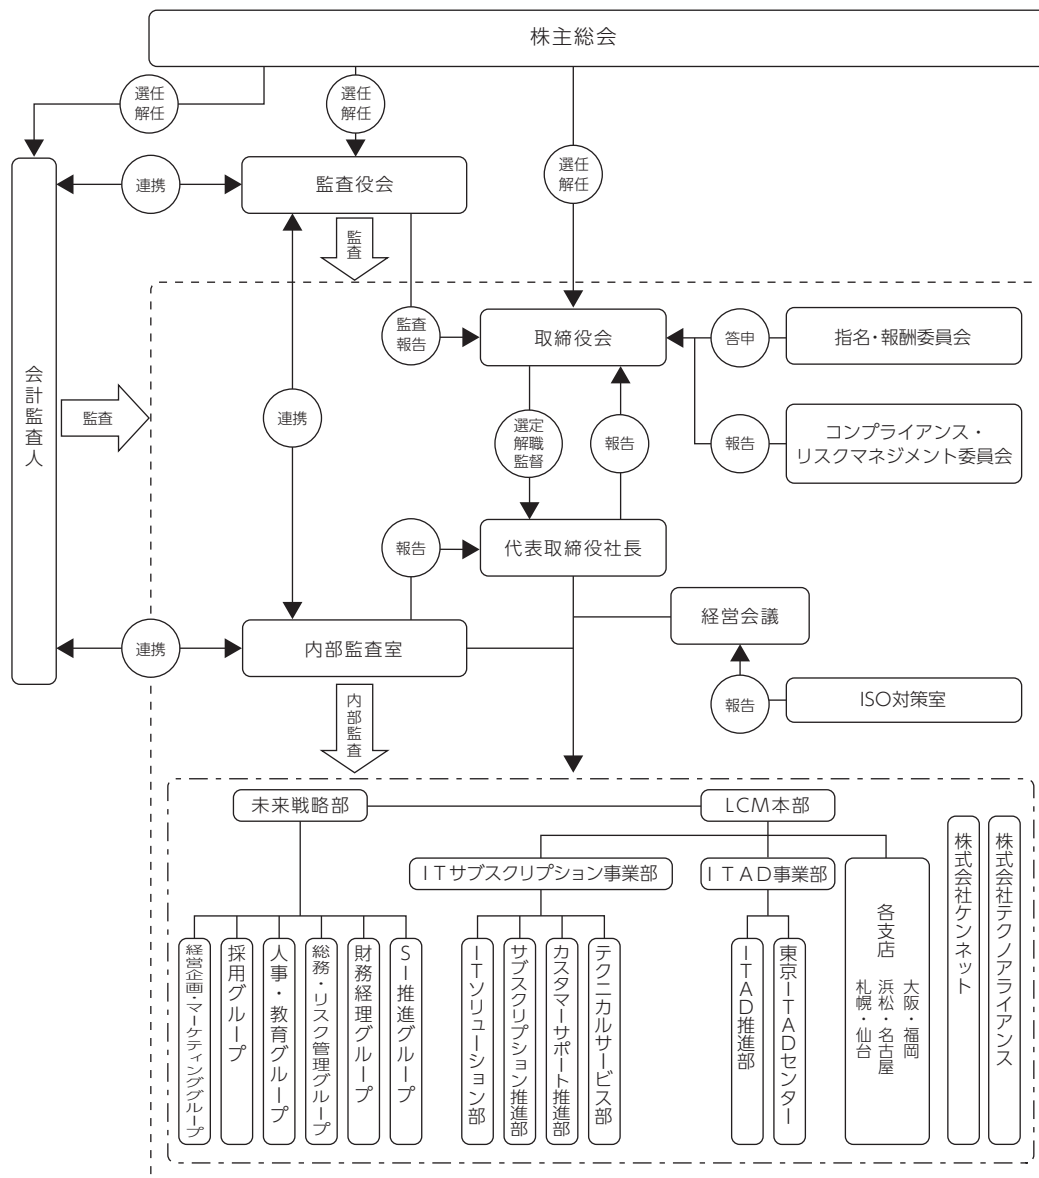 株主総会
選任
解任
選任
解任
選任
解任
連携
監査役会
監査
監査
報告
取締役会
答申
指名・報酬委員会
会計監査人
監査
連携
選定
解職
監督
報告
報告
コンプライアンス・
リスクマネジメント委員会
報告
代表取締役社長
経営会議
連携
内部監査室
報告
ISO対策室
内部監査
未来戦略部
LCM本部
ITサブスクリプション事業部
ITAD事業部
経営企画・マーケティンググループ
採用グループ
人事・教育グループ
総務・リスク管理グループ
財務経理グループ
SI推進グループ
ITソリューション部
サブスクリプション推進部
カスタマーサポート推進部
テクニカルサービス部
ITAD推進部
東京ITADセンター
各支店
札幌・仙台
浜松・名古屋
大阪・福岡
株式会社ケンネット
株式会社テクノアライアンス